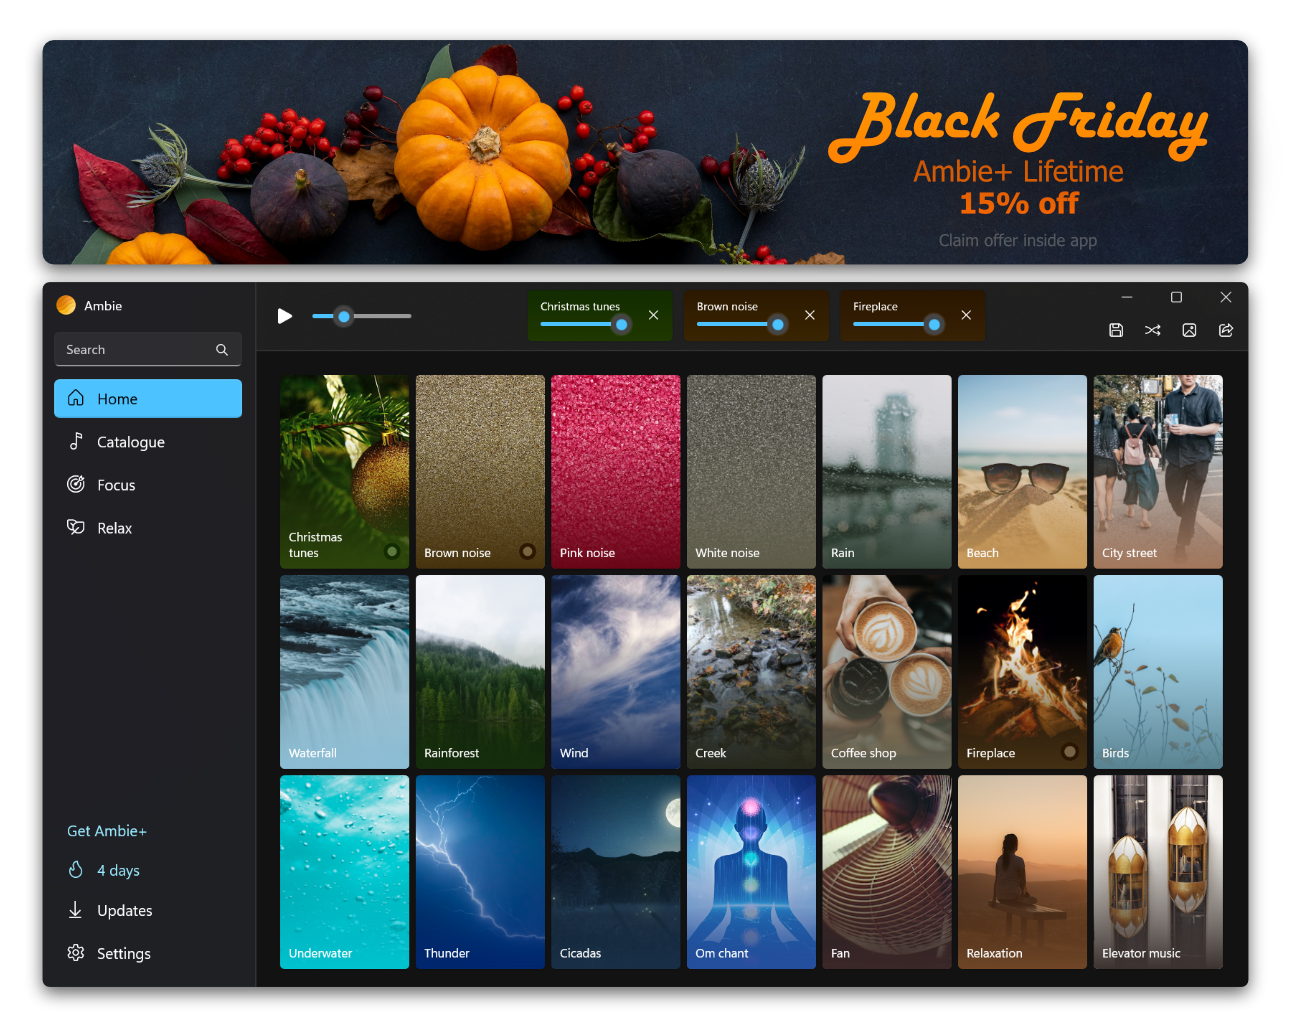 Black Friday
Ambie+ Lifetime
15% off
Claim offer inside app
Ambie
Search
Home
Catalogue
Focus
Relax
Get Ambie+
4 days
Updates
Settings
Christmas tunes
Brown noise
Fireplace
Christmas
tunes
Brown noise
Pink noise
White noise
Rain
Beach
City street
Waterfall
Rainforest
Wind
Creek
Coffee shop
Fireplace
Birds
Underwater
Thunder
Cicadas
Om chant
Fan
Relaxation
Elevator music